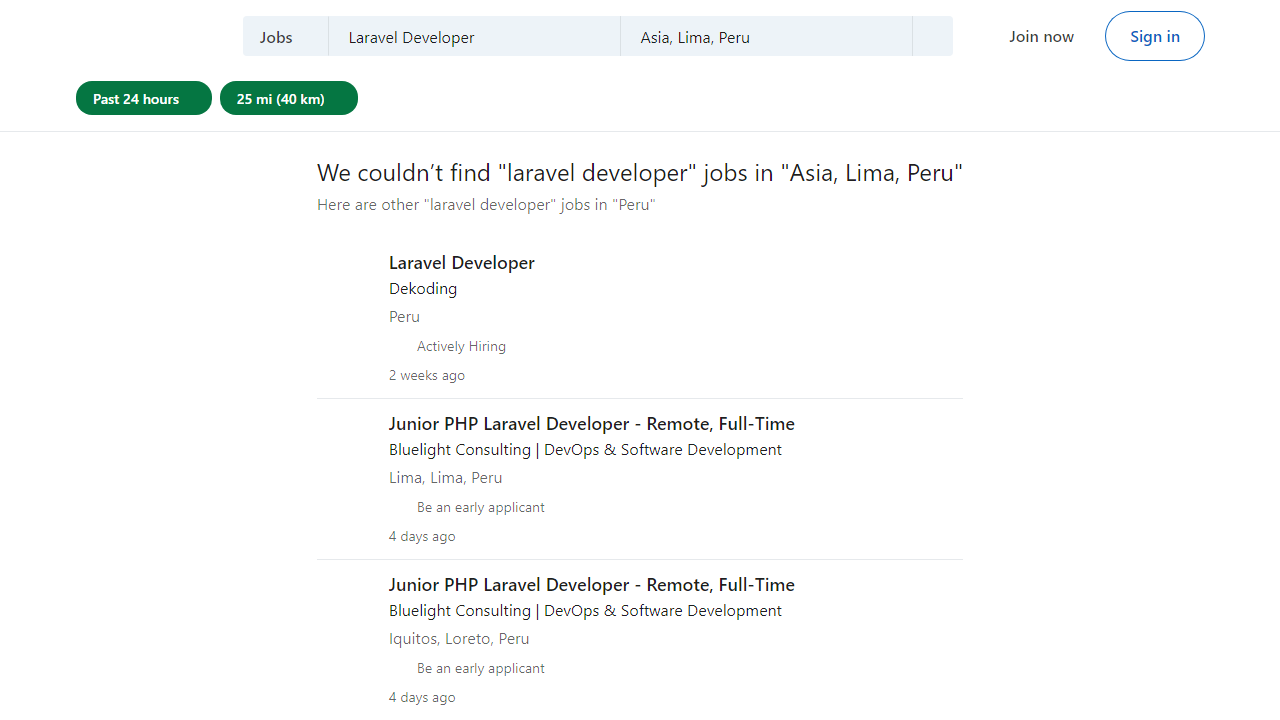 Jobs
Laravel Developer
Asia, Lima, Peru
Join now
Sign in
Past 24 hours
25 mi (40 km)
We couldn’t find "laravel developer" jobs in "Asia, Lima, Peru"
Here are other "laravel developer" jobs in "Peru"
Laravel Developer
Dekoding
Peru
Actively Hiring
2 weeks ago
Junior PHP Laravel Developer - Remote, Full-Time
Bluelight Consulting | DevOps & Software Development
Lima, Lima, Peru
Be an early applicant
4 days ago
Junior PHP Laravel Developer - Remote, Full-Time
Bluelight Consulting | DevOps & Software Development
Iquitos, Loreto, Peru
Be an early applicant
4 days ago